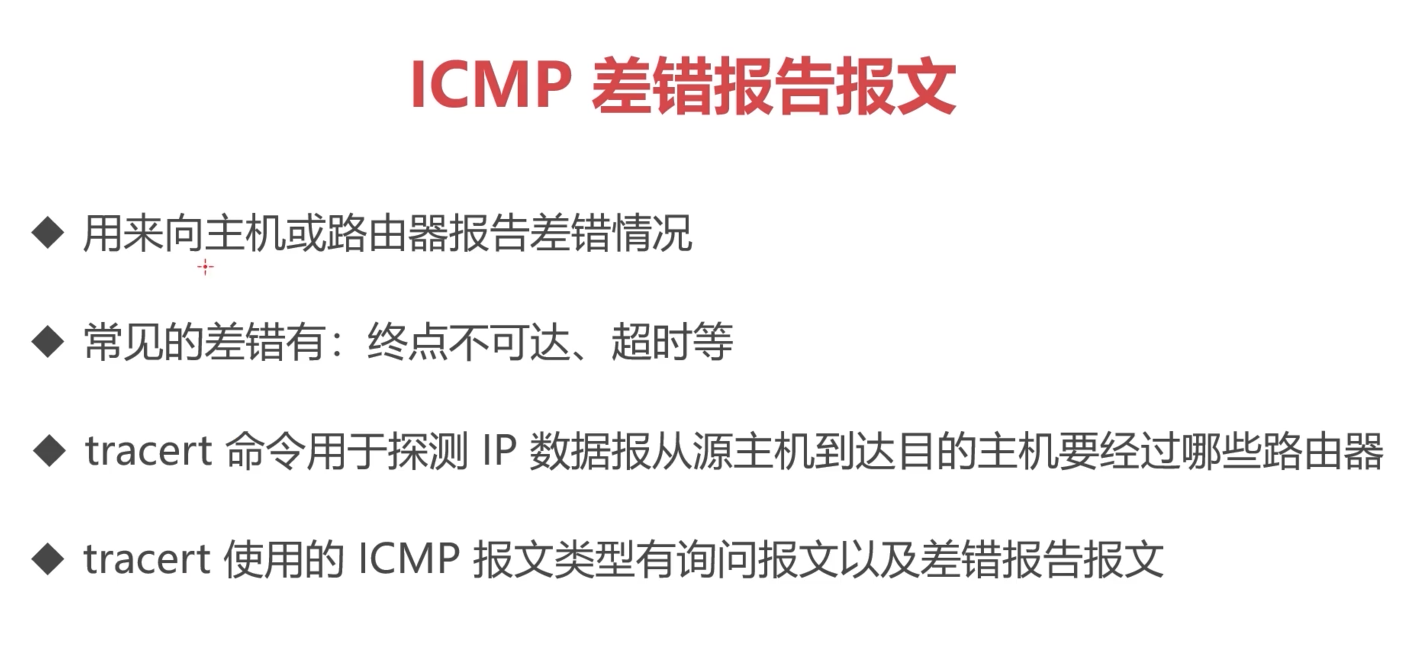 ICMP 差错报告报文
◆ 用来向主机或路由器报告差错情况
◆ 常见的差错有：终点不可达、超时等
◆ tracert 命令用于探测 IP 数据报从源主机到达目的主机要经过哪些路由器
◆ tracert 使用的 ICMP 报文类型有询问报文以及差错报告报文